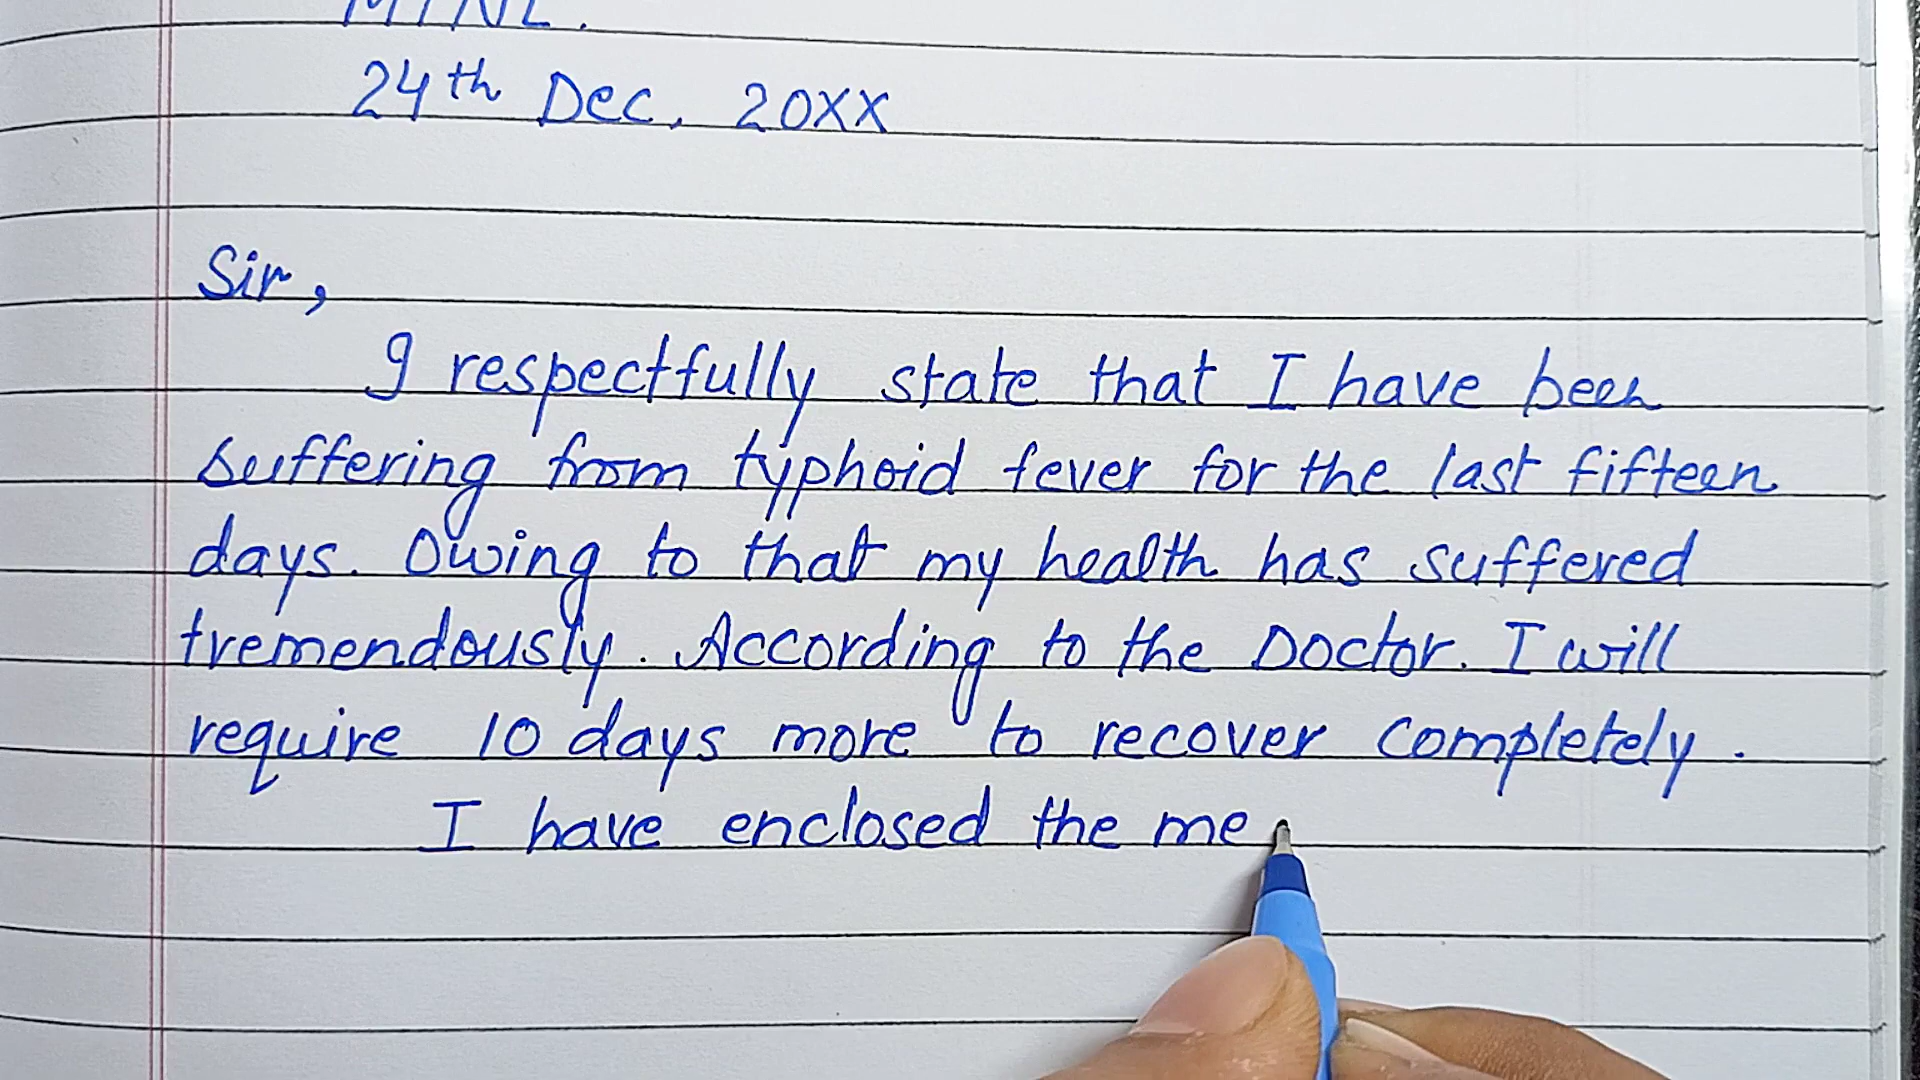 24th Dec. 20XX
Sir,
I respectfully state that I have been
suffering from typhoid fever for the last fifteen
days. Owing to that my health has suffered
tremendously. According to the Doctor. I will
require 10 days more to recover completely.
I have enclosed the me